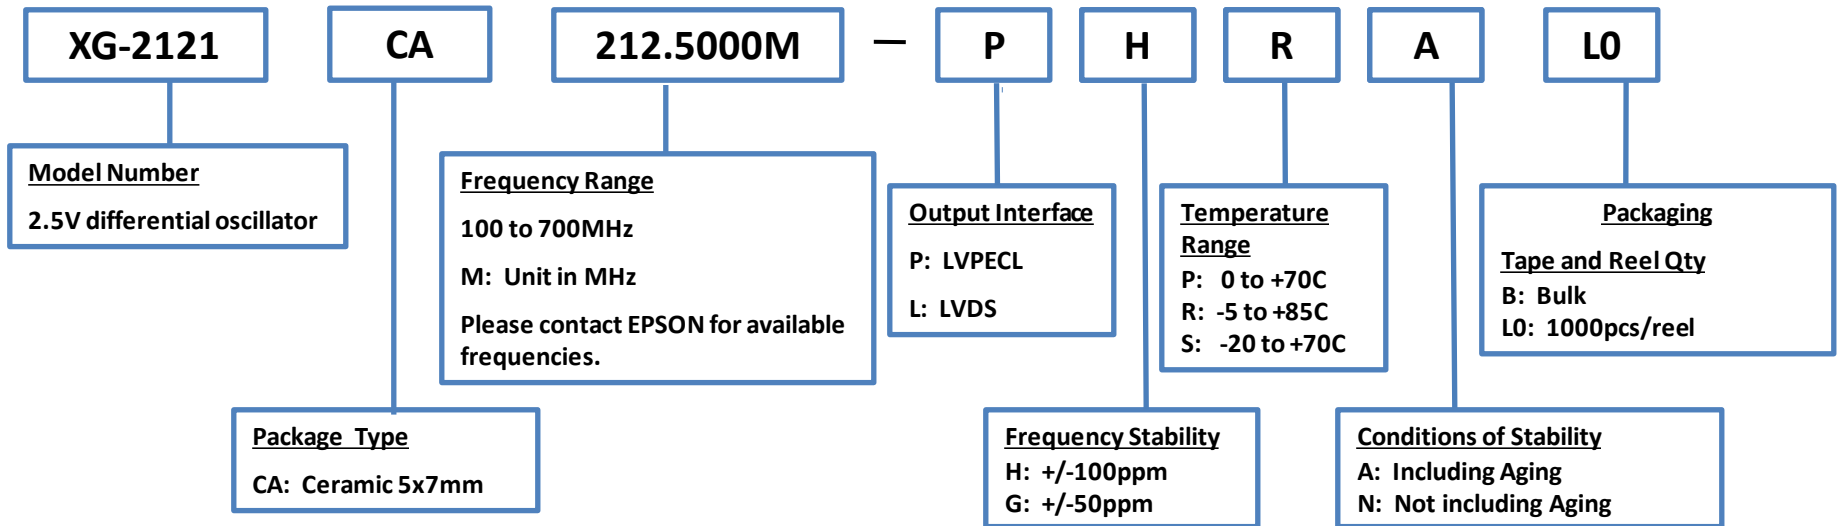 XG-2121 CA 212.5000M — P H R A L0
Model Number
2.5V differential oscillator
Frequency Range
100 to 700MHz
M: Unit in MHz
Please contact EPSON for available
frequencies.
Output Interface
P: LVPECL
L: LVDS
Temperature
Range
P: 0 to +70C
R: -5 to +85C
S: -20 to +70C
Packaging
Tape and Reel Qty
B: Bulk
L0: 1000pcs/reel
Package Type
CA: Ceramic 5x7mm
Frequency Stability
H: +/-100ppm
G: +/-50ppm
Conditions of Stability
A: Including Aging
N: Not including Aging